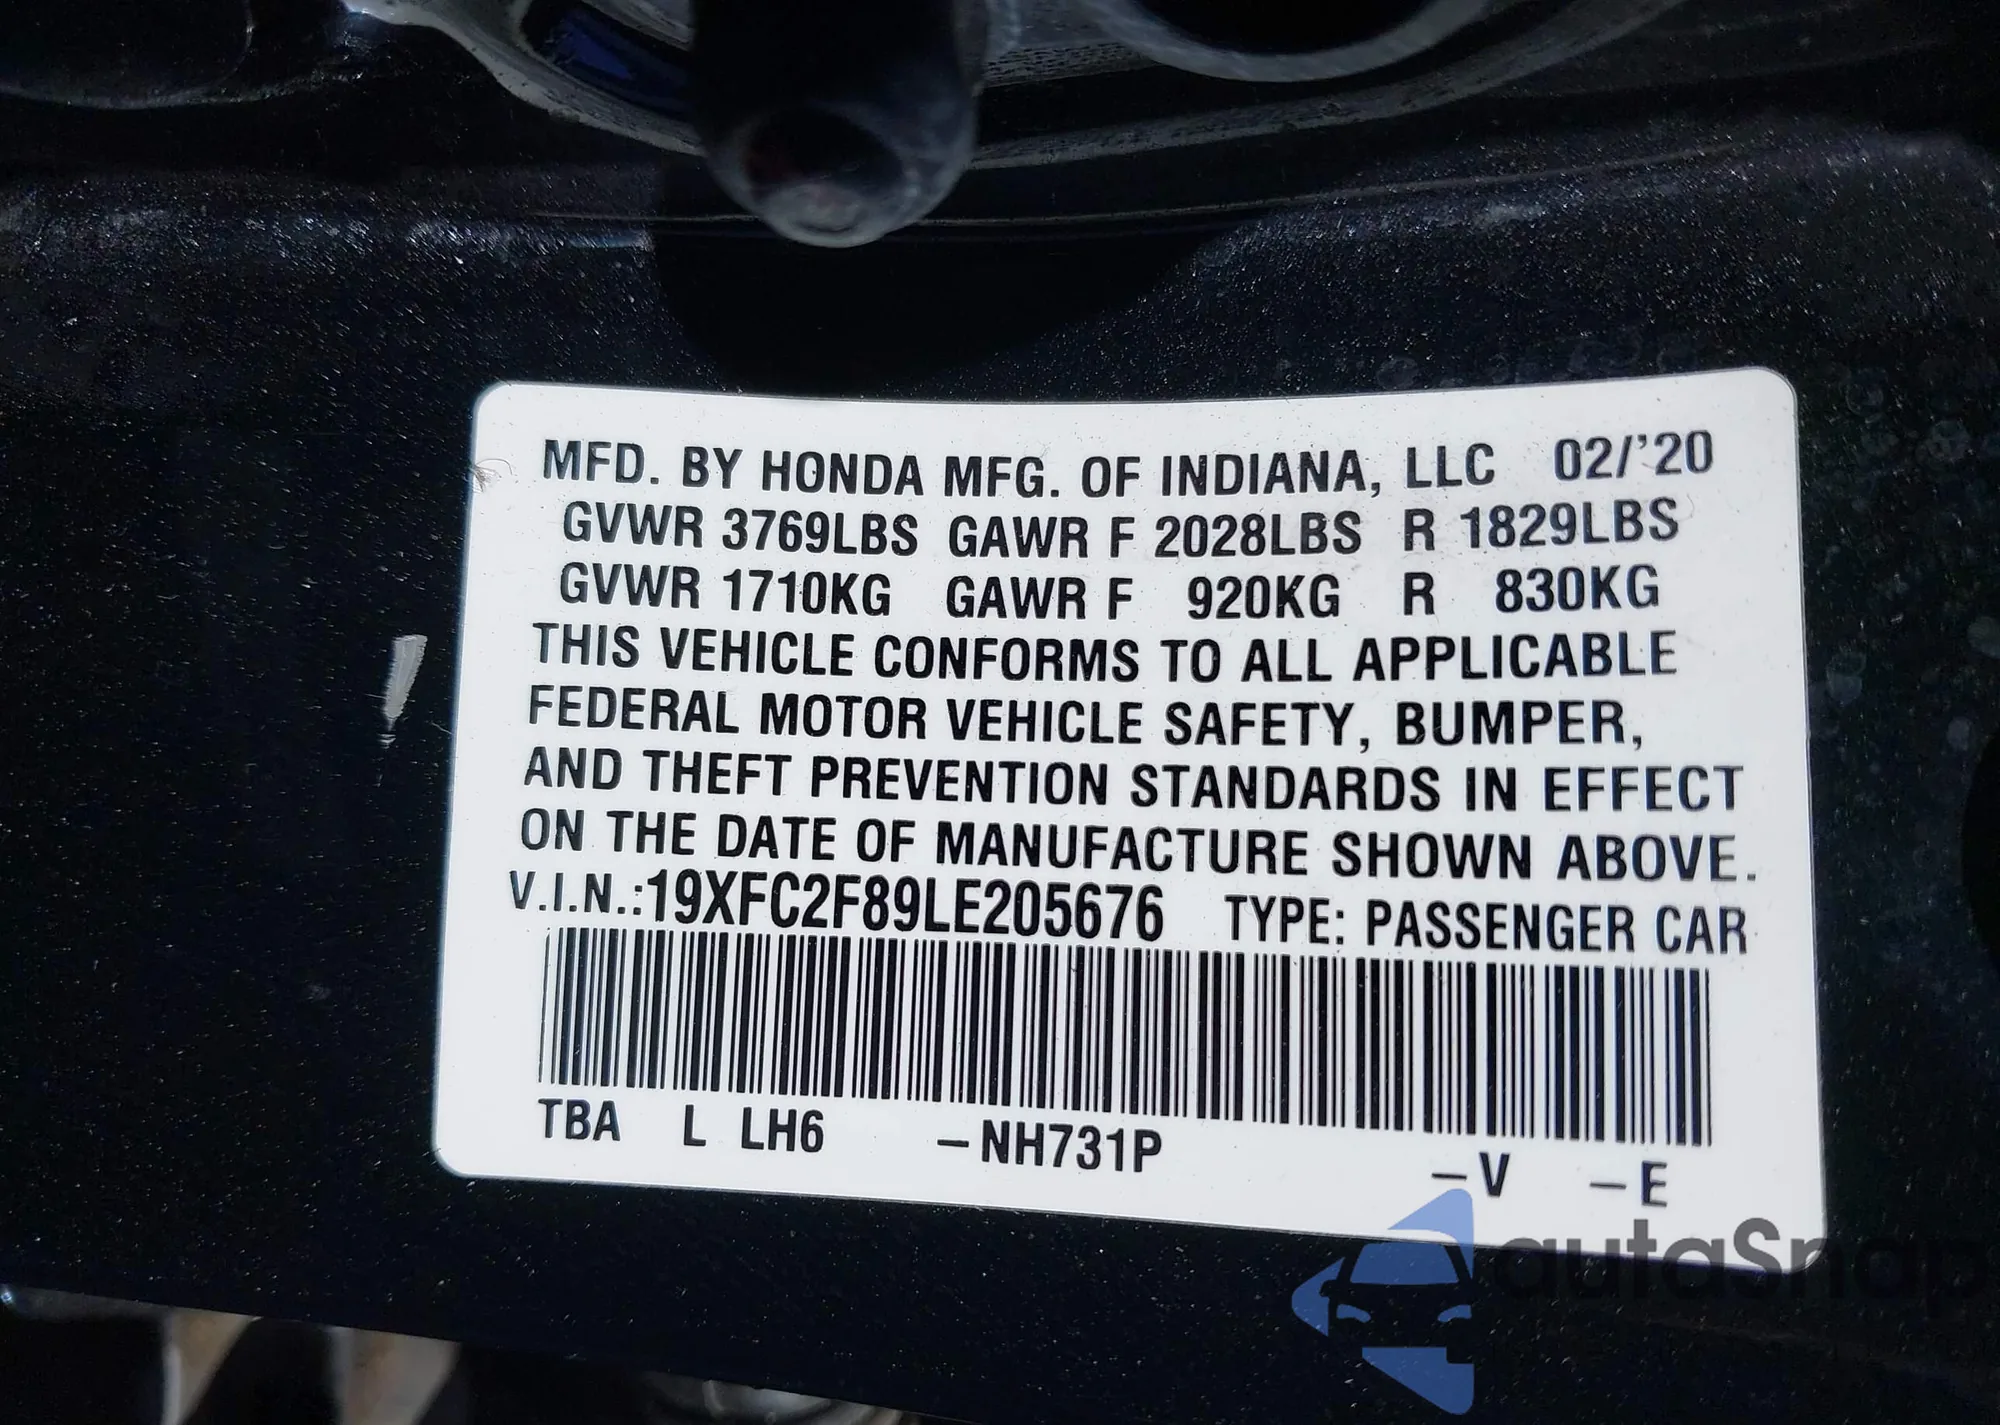 MFD. BY HONDA MFG. OF INDIANA, LLC 02/'20
GVWR 3769LBS GAWR F 2028LBS R 1829LBS
GVWR 1710KG GAWR F 920KG R 830KG
THIS VEHICLE CONFORMS TO ALL APPLICABLE
FEDERAL MOTOR VEHICLE SAFETY, BUMPER,
AND THEFT PREVENTION STANDARDS IN EFFECT
ON THE DATE OF MANUFACTURE SHOWN ABOVE.
V.I.N.:19XFC2F89LE205676 TYPE: PASSENGER CAR
TBA L LH6 –NH731P –V –E
autaSnap